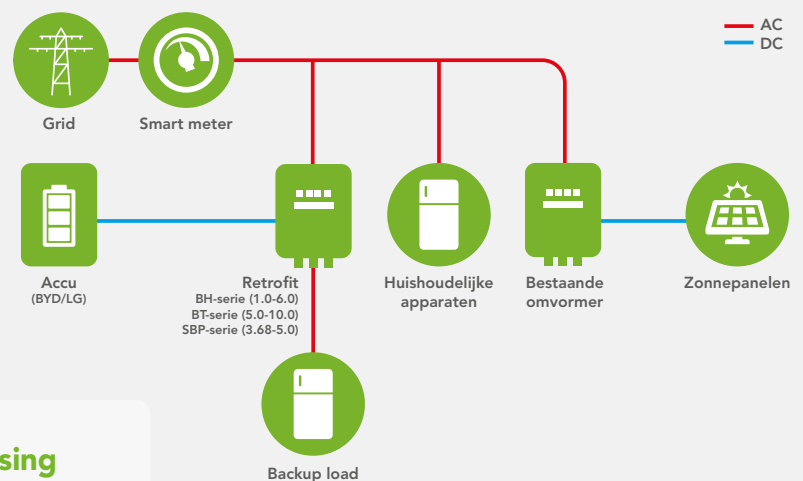 AC
DC
Grid
Smart meter
Accu
(BYD/LG)
Retrofit
BH-serie (1.0-6.0)
BT-serie (5.0-10.0)
SBP-serie (3.68-5.0)
Huishoudelijke
apparaten
Bestaande
omvormer
Zonnepanelen
Backup load
sing